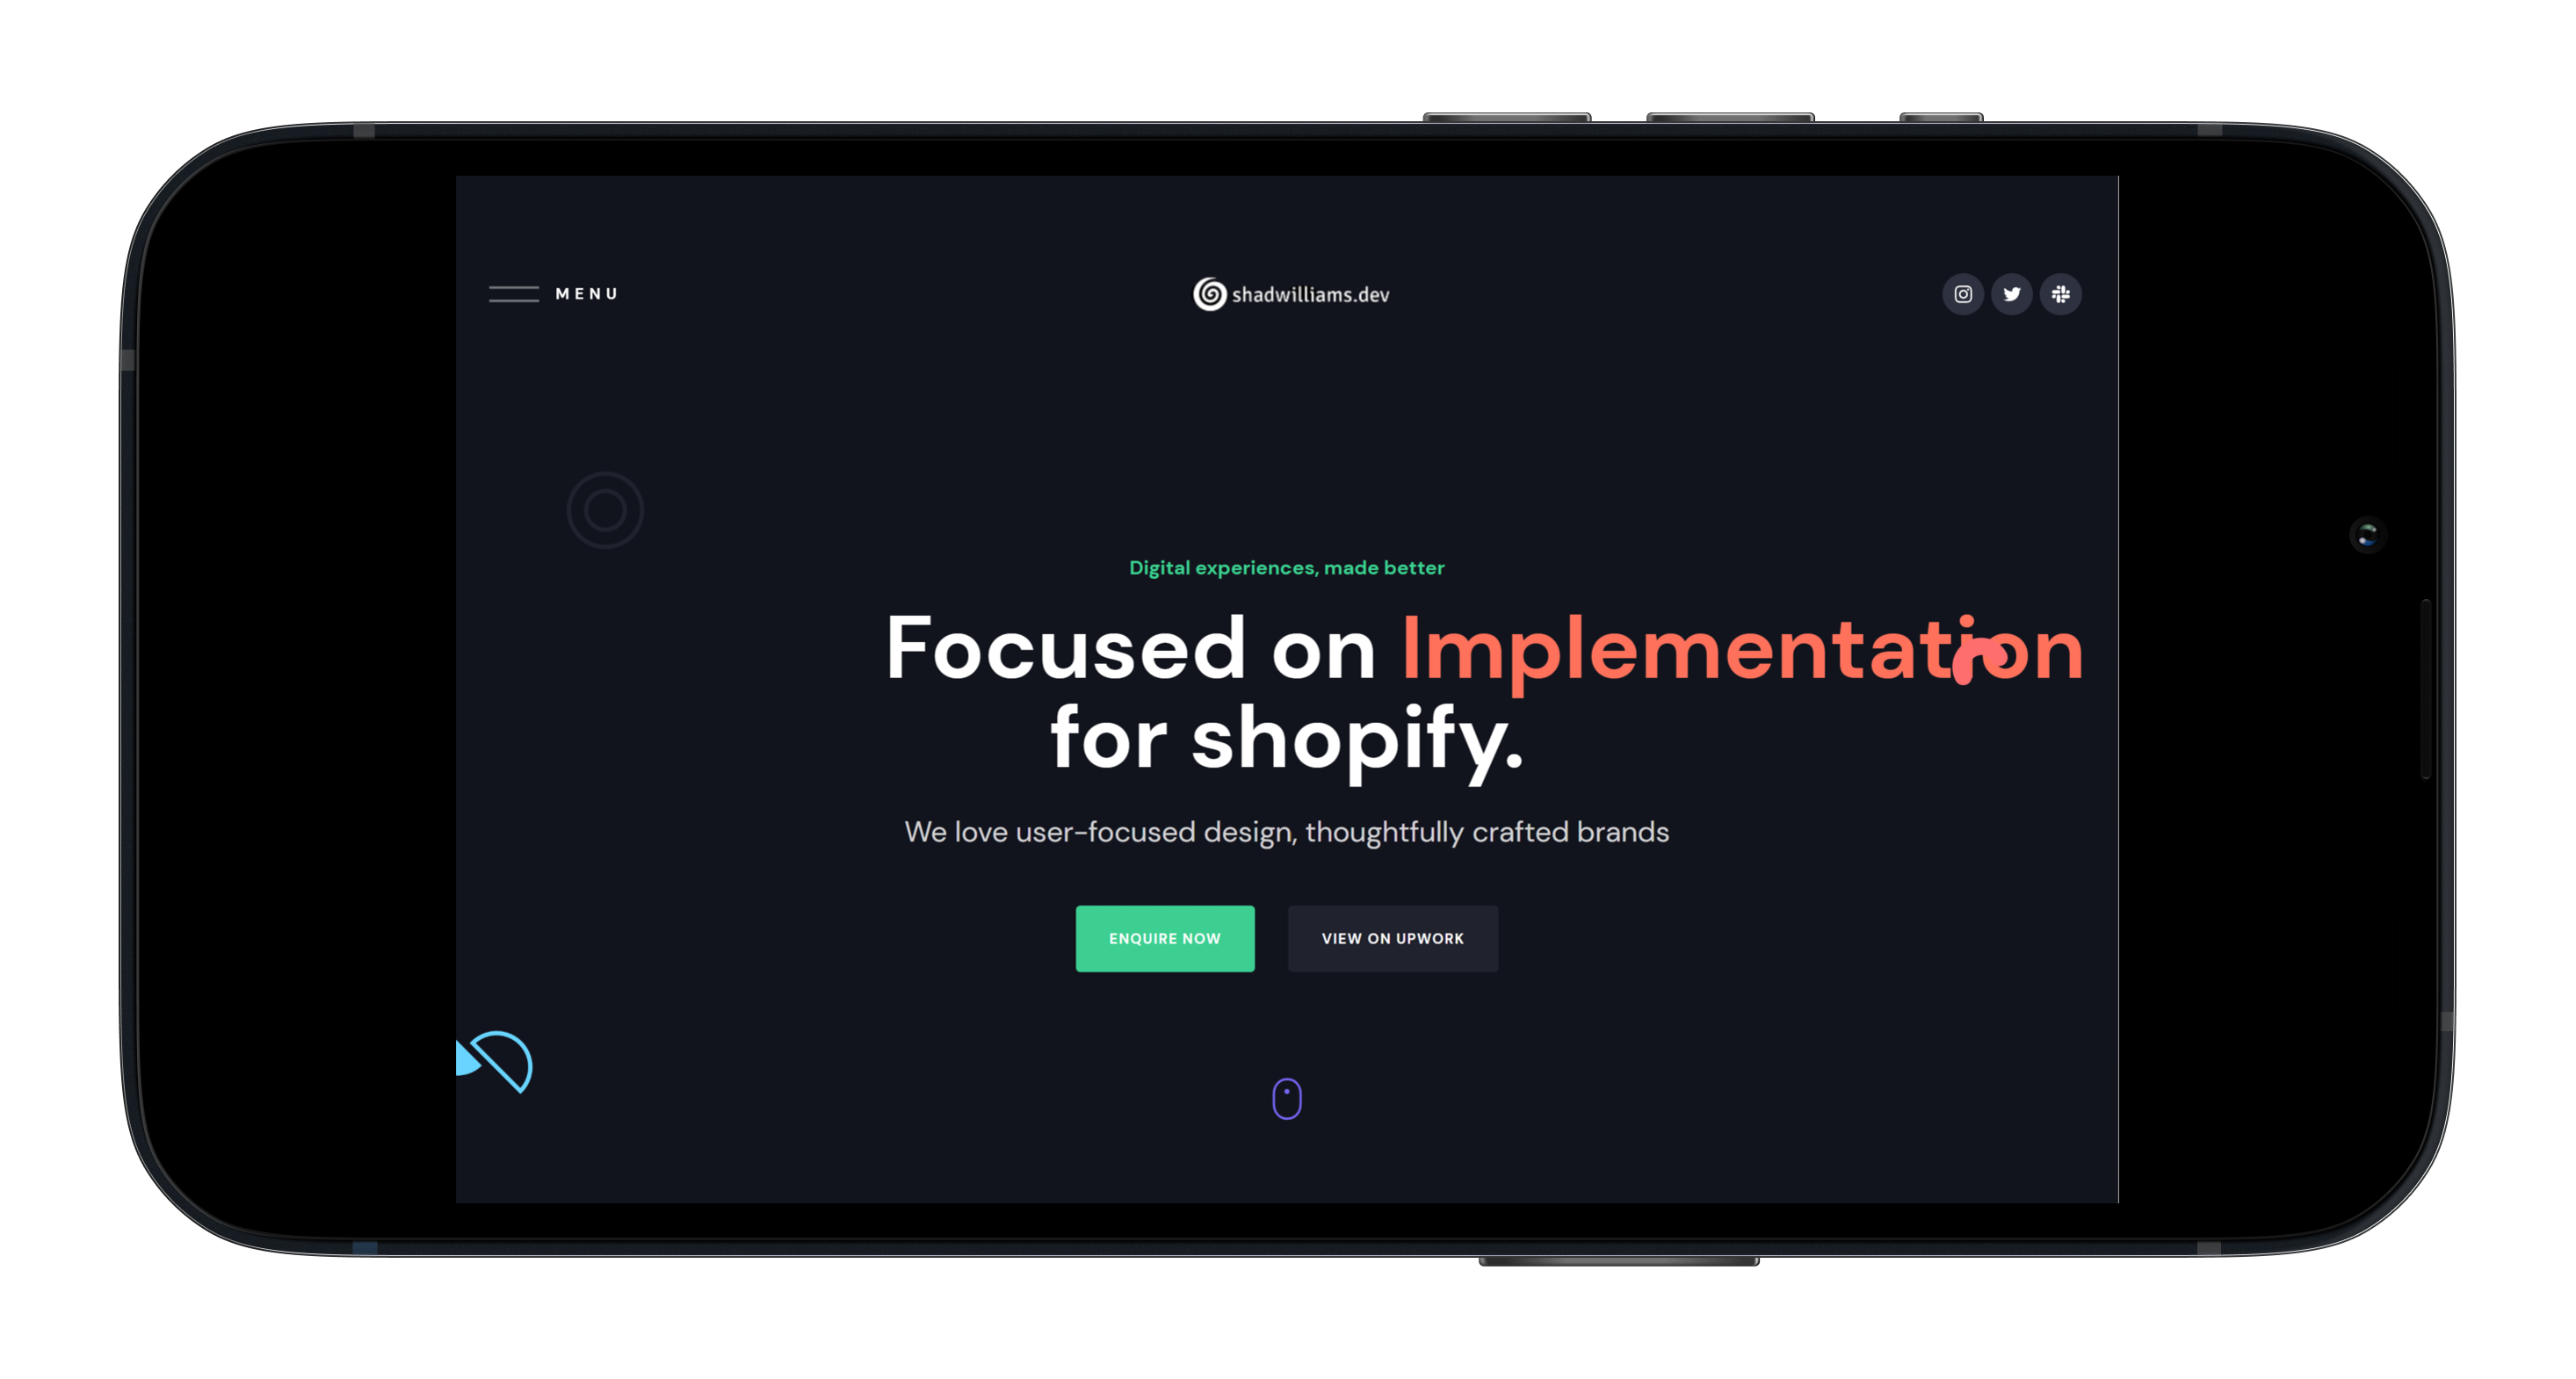 MENU
shadwilliams.dev
Digital experiences, made better
Focused on Implementation
for shopify.
We love user-focused design, thoughtfully crafted brands
ENQUIRE NOW
VIEW ON UPWORK